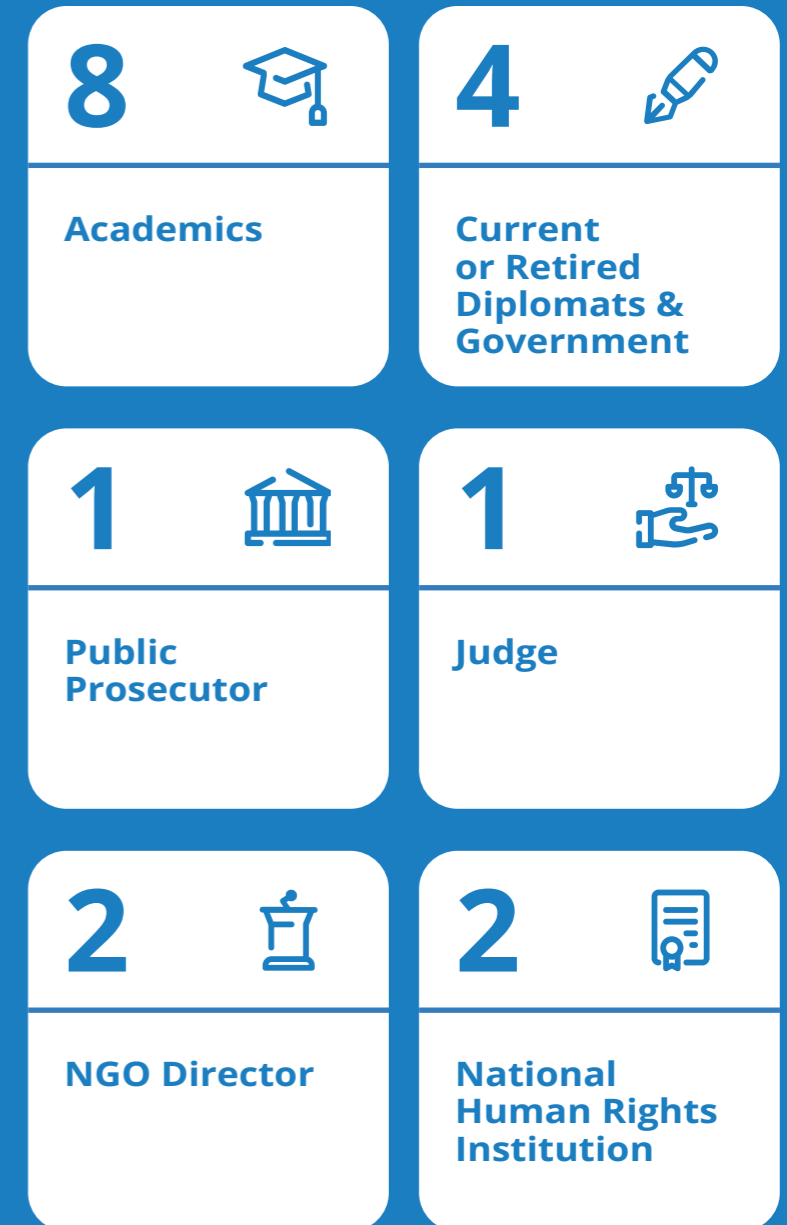 8
Academics
4
Current
or Retired
Diplomats &
Government
1
Public
Prosecutor
1
Judge
2
NGO Director
2
National
Human Rights
Institution